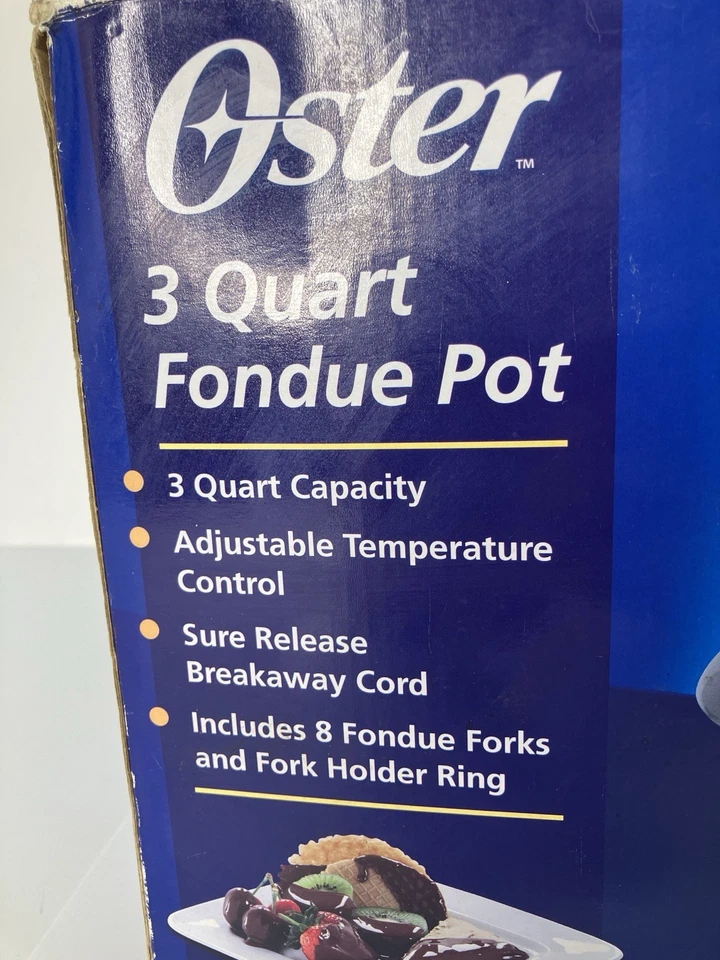 Oster™
3 Quart
Fondue Pot
3 Quart Capacity
Adjustable Temperature
Control
Sure Release
Breakaway Cord
Includes 8 Fondue Forks
and Fork Holder Ring